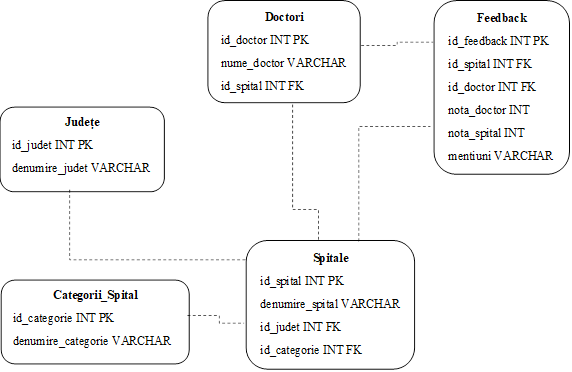 Doctori
id_doctor INT PK
nume_doctor VARCHAR
id_spital INT FK
Feedback
id_feedback INT PK
id_spital INT FK
id_doctor INT FK
nota_doctor INT
nota_spital INT
mentiuni VARCHAR
Județe
id_judet INT PK
denumire_judet VARCHAR
Categorii_Spital
id_categorie INT PK
denumire_categorie VARCHAR
Spitale
id_spital INT PK
denumire_spital VARCHAR
id_judet INT FK
id_categorie INT FK